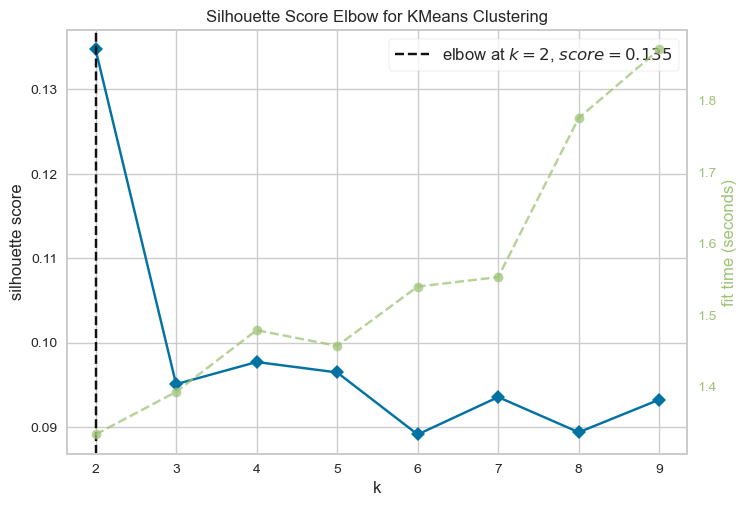 Silhouette Score Elbow for KMeans Clustering
elbow at k = 2, score = 0.135
0.13
0.12
0.11
0.10
0.09
silhouette score
1.8
1.7
1.6
1.5
1.4
fit time (seconds)
2 3 4 5 6 7 8 9
k